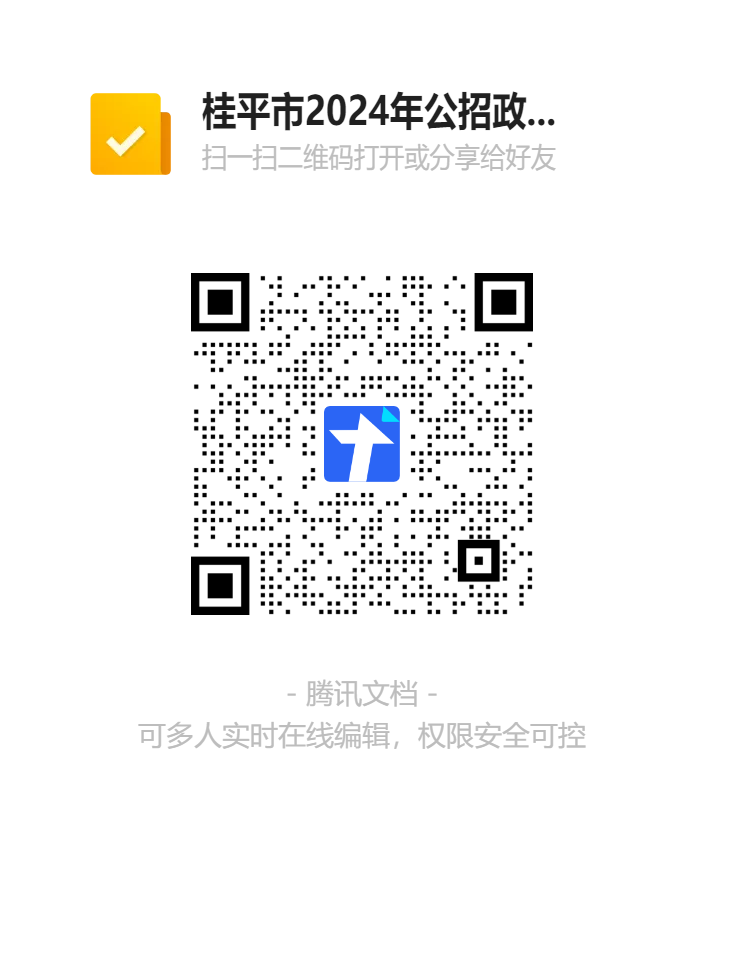 桂平市2024年公招政...
扫一扫二维码打开或分享给好友
- 腾讯文档 -
可多人实时在线编辑，权限安全可控